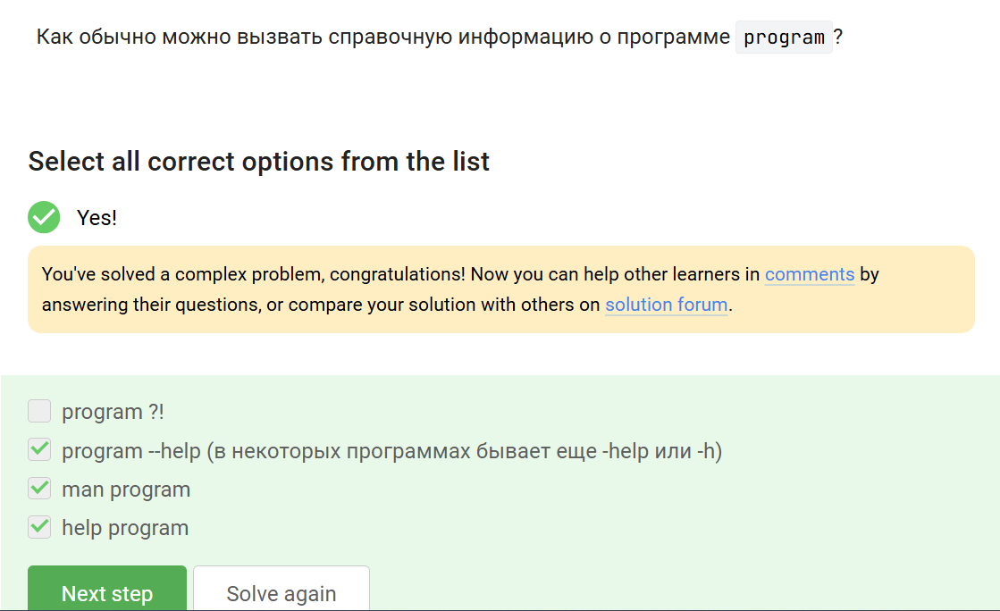 Как обычно можно вызвать справочную информацию о программе program?
Select all correct options from the list
Yes!
You've solved a complex problem, congratulations! Now you can help other learners in comments by
answering their questions, or compare your solution with others on solution forum.
program ?!
program --help (в некоторых программах бывает еще -help или -h)
man program
help program
Next step
Solve again